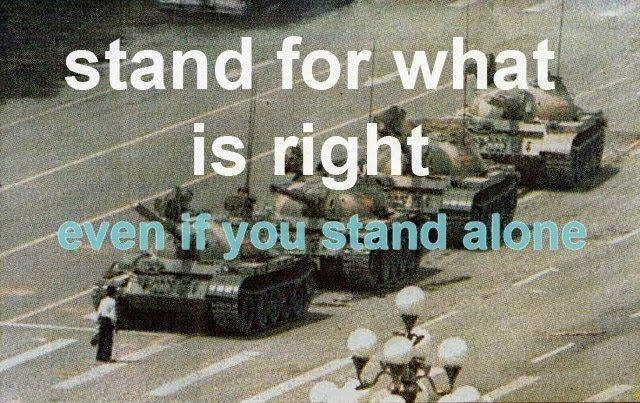 stand for what
is right
even if you stand alone